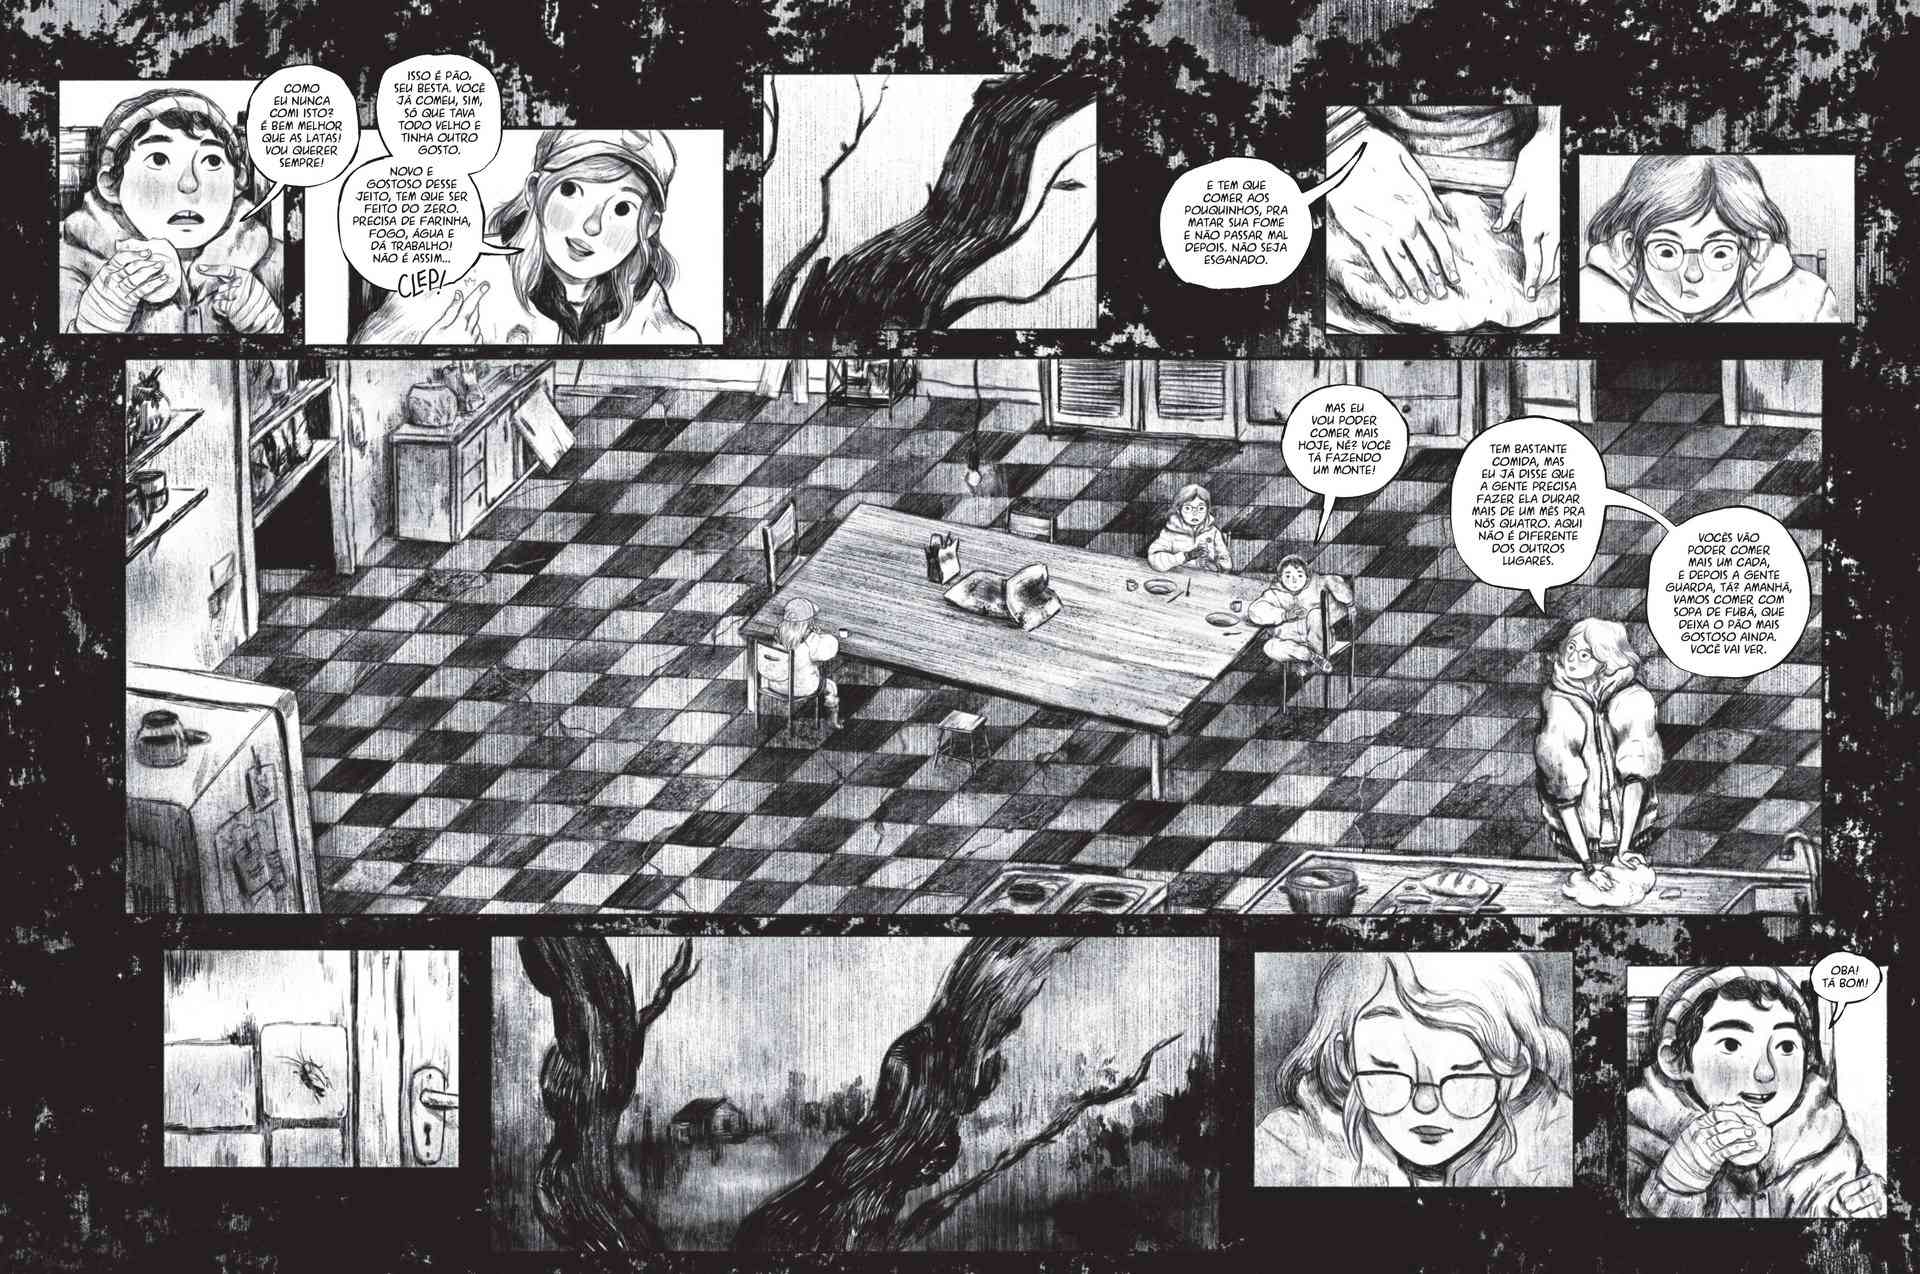 COMO
EU NUNCA
COMI ISTO?
É BEM MELHOR
QUE AS LATAS!
VOU QUERER
SEMPRE!
ISSO É PÃO,
SEU BESTA. VOCÊ
JÁ COMEU, SIM,
SÓ QUE TAVA
TODO VELHO E
TINHA OUTRO
GOSTO.
NOVO E
GOSTOSO DESSE
JEITO, TEM QUE SER
FEITO DO ZERO.
PRECISA DE FARINHA,
FOGO, ÁGUA E
DÁ TRABALHO!
NÃO É ASSIM...
CLEP!
E TEM QUE
COMER AOS
POUQUINHOS, PRA
MATAR SUA FOME
E NÃO PASSAR MAL
DEPOIS. NÃO SEJA
ESGANADO.
MAS EU
VOU PODER
COMER MAIS
HOJE, NÉ? VOCÊ
TÁ FAZENDO
UM MONTE!
TEM BASTANTE
COMIDA, MAS
EU JÁ DISSE QUE
A GENTE PRECISA
FAZER ELA DURAR
MAIS DE UM MÊS PRA
NÓS QUATRO. AQUI
NÃO É DIFERENTE
DOS OUTROS
LUGARES.
VOCÊS VÃO
PODER COMER
MAIS UM CADA,
E DEPOIS A GENTE
GUARDA, TÁ? AMANHÃ,
VAMOS COMER COM
SOPA DE FUBÁ, QUE
DEIXA O PÃO MAIS
GOSTOSO AINDA.
VOCÊ VAI VER.
OBA!
TÁ BOM!